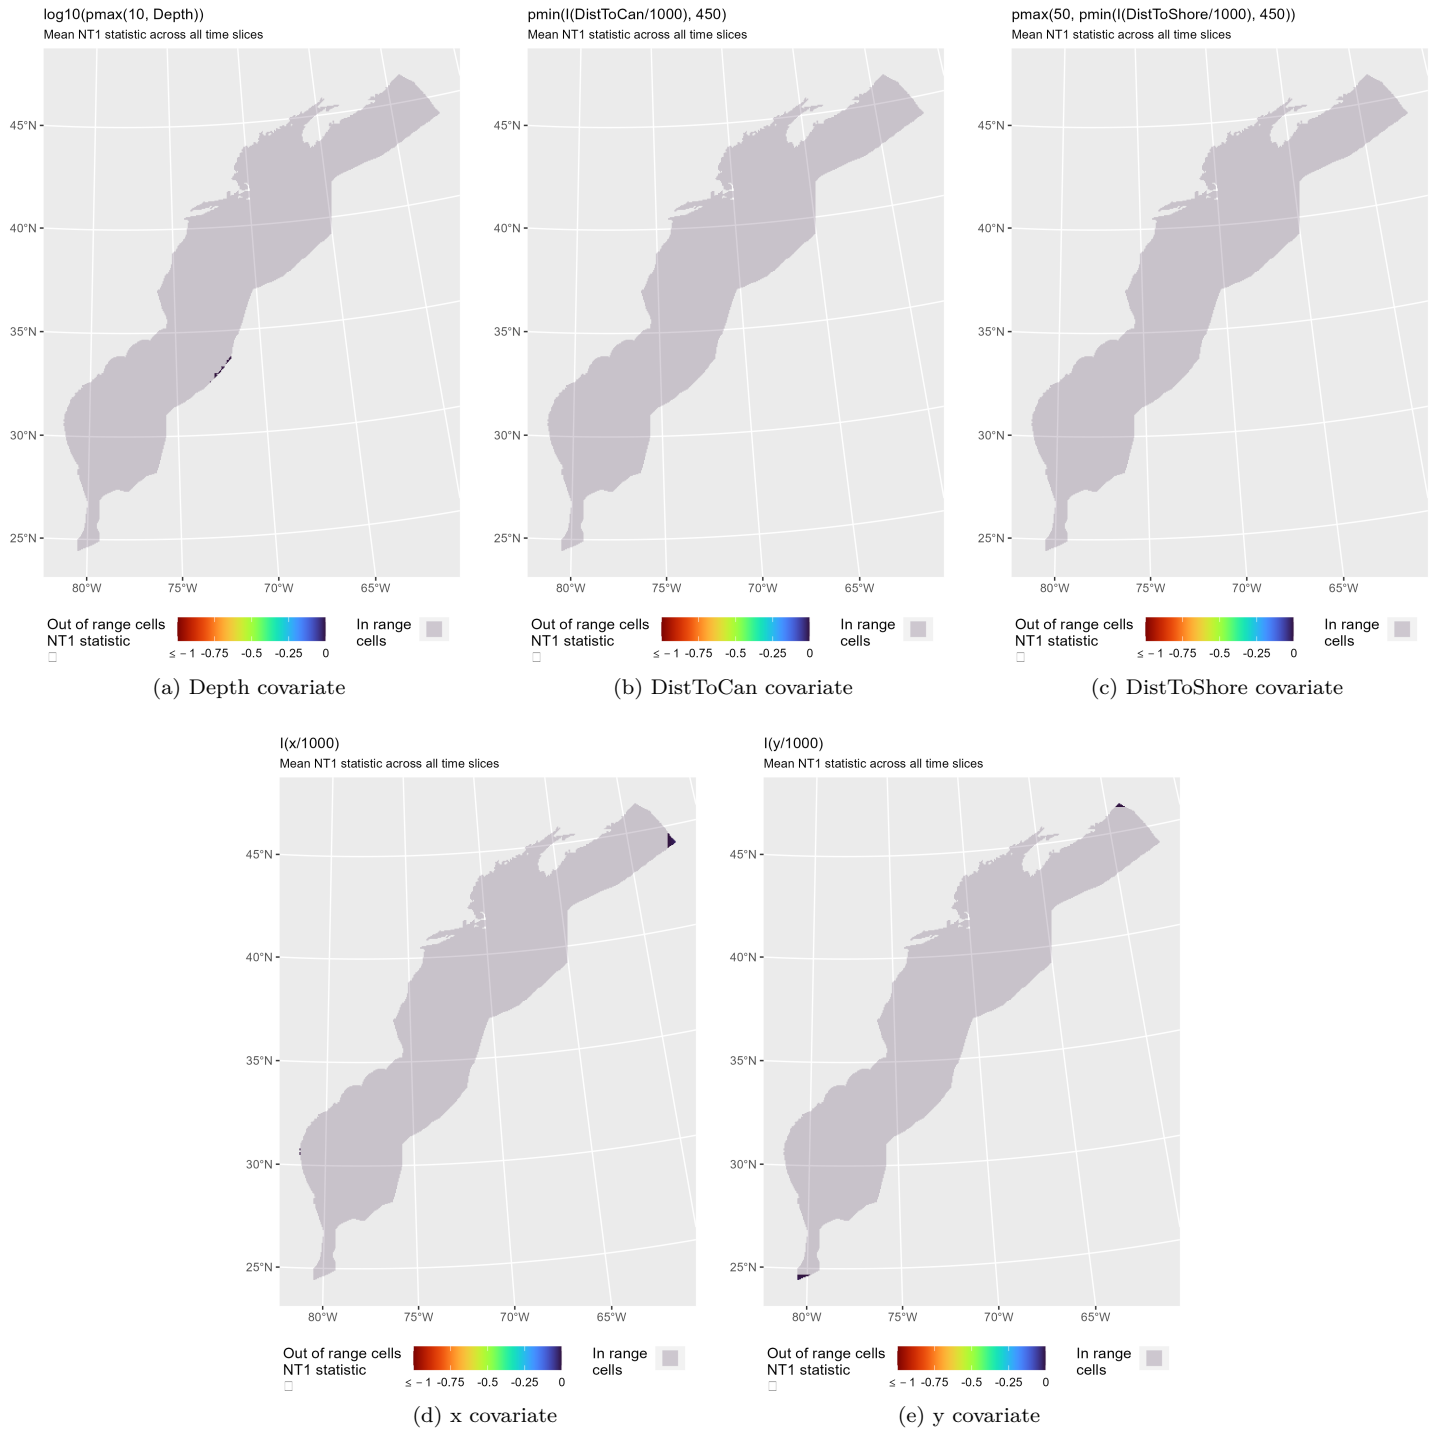 log10(pmax(10, Depth))
Mean NT1 statistic across all time slices
45°N
40°N
35°N
30°N
25°N
80°W 75°W 70°W 65°W
Out of range cells
NT1 statistic
≤ − 1 -0.75 -0.5 -0.25 0
In range
cells
(a) Depth covariate
pmin(I(DistToCan/1000), 450)
Mean NT1 statistic across all time slices
45°N
40°N
35°N
30°N
25°N
80°W 75°W 70°W 65°W
Out of range cells
NT1 statistic
≤ − 1 -0.75 -0.5 -0.25 0
In range
cells
(b) DistToCan covariate
pmax(50, pmin(I(DistToShore/1000), 450))
Mean NT1 statistic across all time slices
45°N
40°N
35°N
30°N
25°N
80°W 75°W 70°W 65°W
Out of range cells
NT1 statistic
≤ − 1 -0.75 -0.5 -0.25 0
In range
cells
(c) DistToShore covariate
I(x/1000)
Mean NT1 statistic across all time slices
45°N
40°N
35°N
30°N
25°N
80°W 75°W 70°W 65°W
Out of range cells
NT1 statistic
≤ − 1 -0.75 -0.5 -0.25 0
In range
cells
(d) x covariate
I(y/1000)
Mean NT1 statistic across all time slices
45°N
40°N
35°N
30°N
25°N
80°W 75°W 70°W 65°W
Out of range cells
NT1 statistic
≤ − 1 -0.75 -0.5 -0.25 0
In range
cells
(e) y covariate